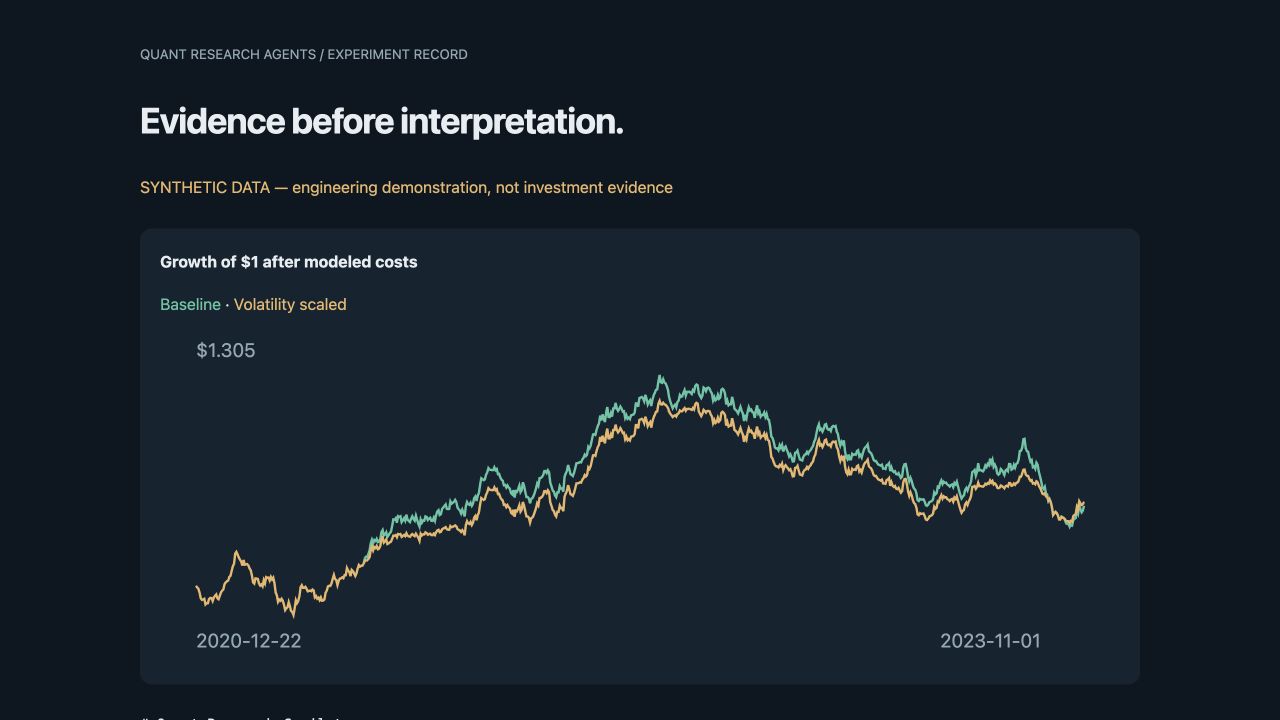 QUANT RESEARCH AGENTS / EXPERIMENT RECORD
Evidence before interpretation.
SYNTHETIC DATA — engineering demonstration, not investment evidence
Growth of $1 after modeled costs
Baseline · Volatility scaled
$1.305
2020-12-22 2023-11-01